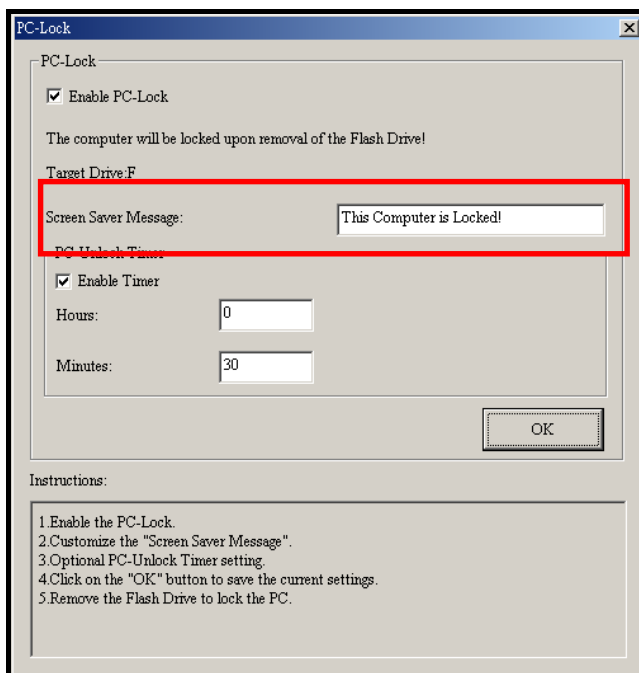 PC-Lock
PC-Lock
Enable PC-Lock
The computer will be locked upon removal of the Flash Drive!
Target Drive:F
Screen Saver Message:
This Computer is Locked!
PC-Unlock Timer
Enable Timer
Hours:
0
Minutes:
30
OK
Instructions:
1.Enable the PC-Lock.
2.Customize the "Screen Saver Message".
3.Optional PC-Unlock Timer setting.
4.Click on the "OK" button to save the current settings.
5.Remove the Flash Drive to lock the PC.